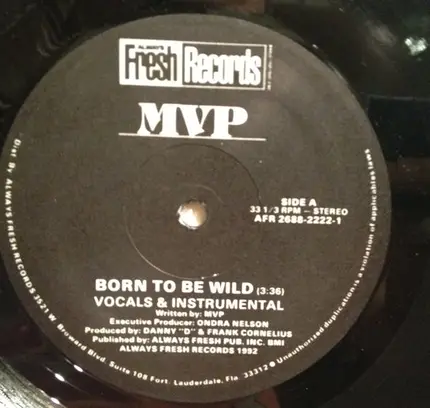 Fresh Records
MVP
SIDE A
33 1/3 RPM – STEREO
AFR 2688-2222-1
BORN TO BE WILD (3:36)
VOCALS & INSTRUMENTAL
Written by: MVP
Executive Producer: ONDRA NELSON
Produced by: DANNY "D" & FRANK CORNELIUS
Published by: ALWAYS FRESH PUB. INC. BMI
ALWAYS FRESH RECORDS 1992
Dist. By: ALWAYS FRESH RECORDS 3521 W. Broward Blvd. Suite 108 Fort. Lauderdale, Fla. 33312 ● Unauthorized duplication is a violation of applicables laws